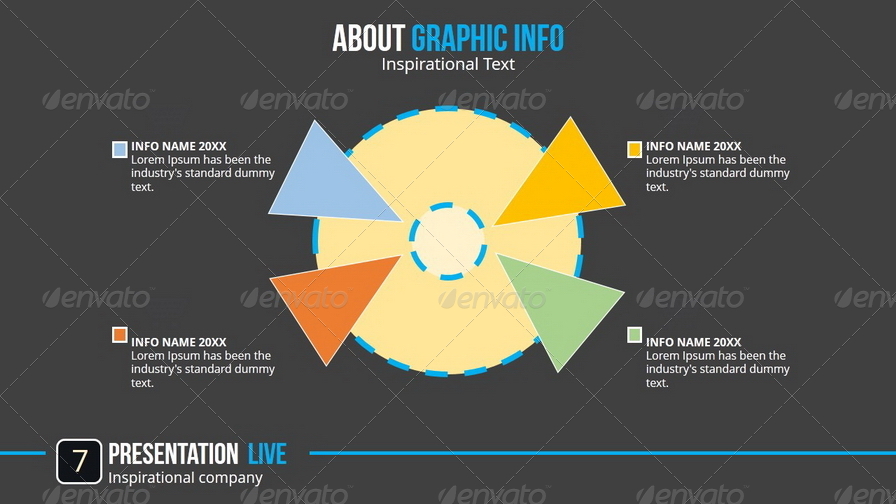 ABOUT GRAPHIC INFO
Inspirational Text
INFO NAME 20XX
Lorem Ipsum has been the
industry's standard dummy
text.
INFO NAME 20XX
Lorem Ipsum has been the
industry's standard dummy
text.
INFO NAME 20XX
Lorem Ipsum has been the
industry's standard dummy
text.
INFO NAME 20XX
Lorem Ipsum has been the
industry's standard dummy
text.
7
PRESENTATION LIVE
Inspirational company
envato envato envato envato envato
envato envato envato envato envato
envato envato envato envato envato